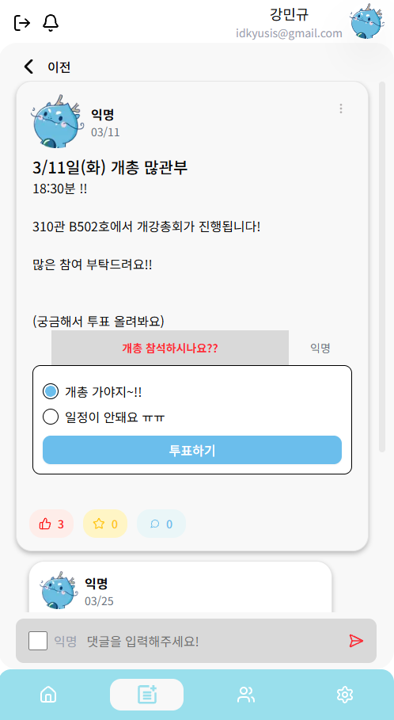 강민규
idkyusis@gmail.com
이전
익명
03/11
3/11일(화) 개총 많관부
18:30분 !!
310관 B502호에서 개강총회가 진행됩니다!
많은 참여 부탁드려요!!
(궁금해서 투표 올려봐요)
개총 참석하시나요??
익명
개총 가야지~!!
일정이 안돼요 ㅠㅠ
투표하기
3 0 0
익명
03/25
익명 댓글을 입력해주세요!